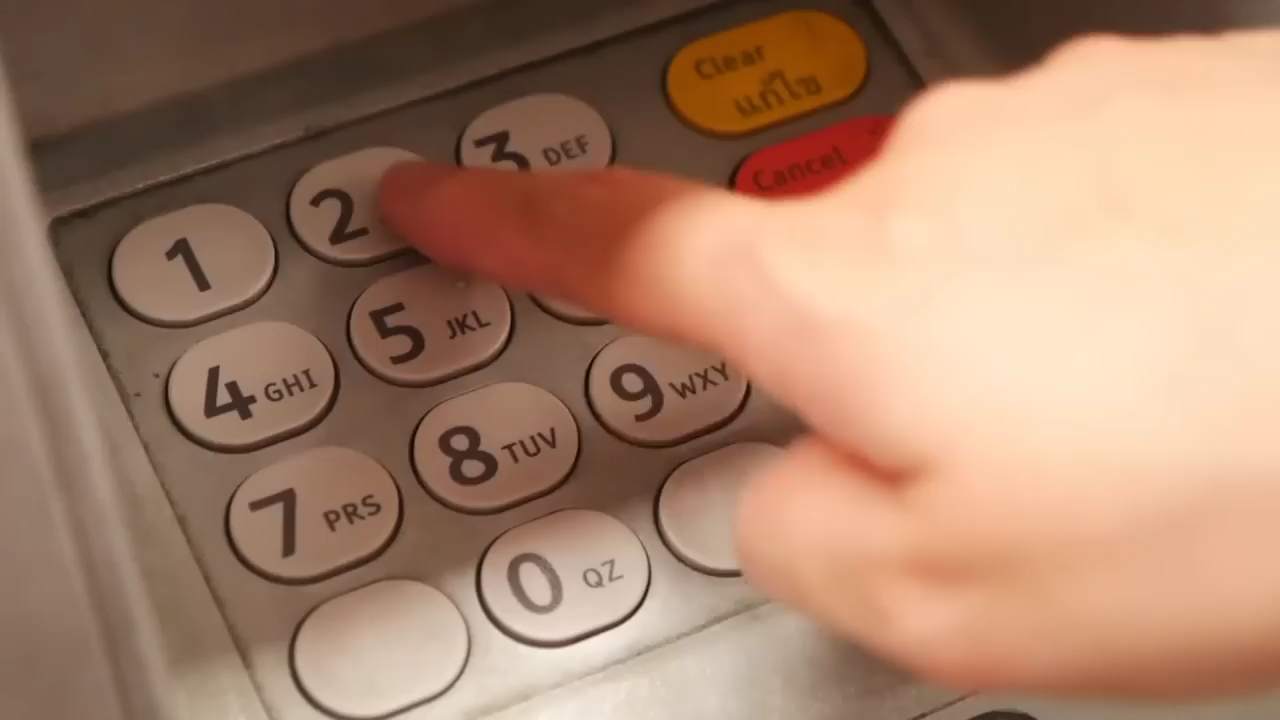 1
2
3 DEF
Clear
แก้ไข
4 GHI
5 JKL
Cancel
7 PRS
8 TUV
9 WXY
0 QZ